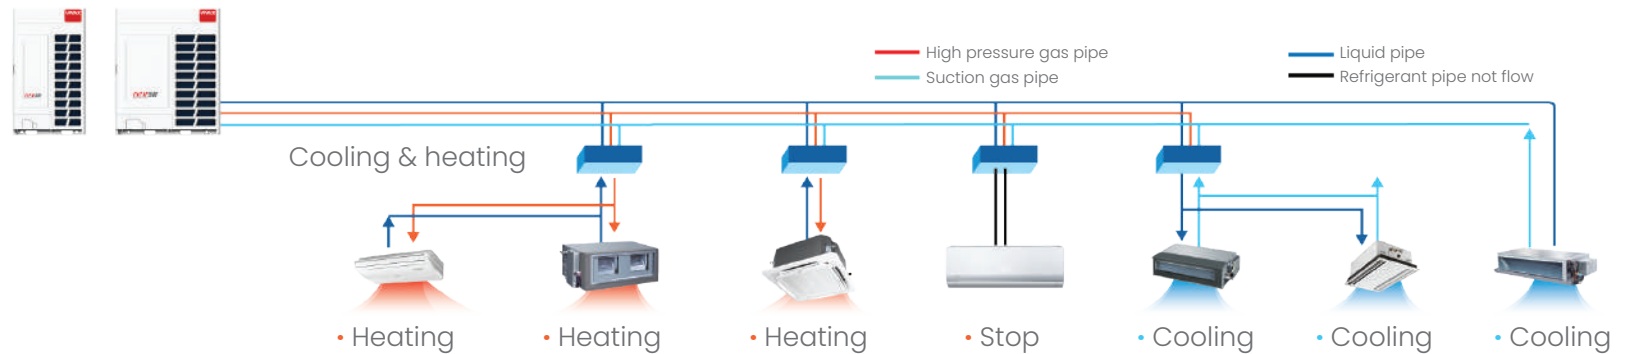 High pressure gas pipe
Suction gas pipe
Liquid pipe
Refrigerant pipe not flow
Cooling & heating
• Heating
• Heating
• Heating
• Stop
• Cooling
• Cooling
• Cooling